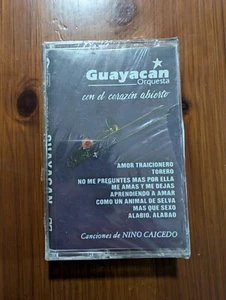 Guayacán
Orquesta
con el corazón abierto
AMOR TRAICIONERO
TORERO
NO ME PREGUNTES MAS POR ELLA
ME AMAS Y ME DEJAS
APRENDIENDO A AMAR
COMO UN ANIMAL DE SELVA
MAS QUE SEXO
ALABIO, ALABAO
Canciones de NINO CAICEDO
GUAYACAN